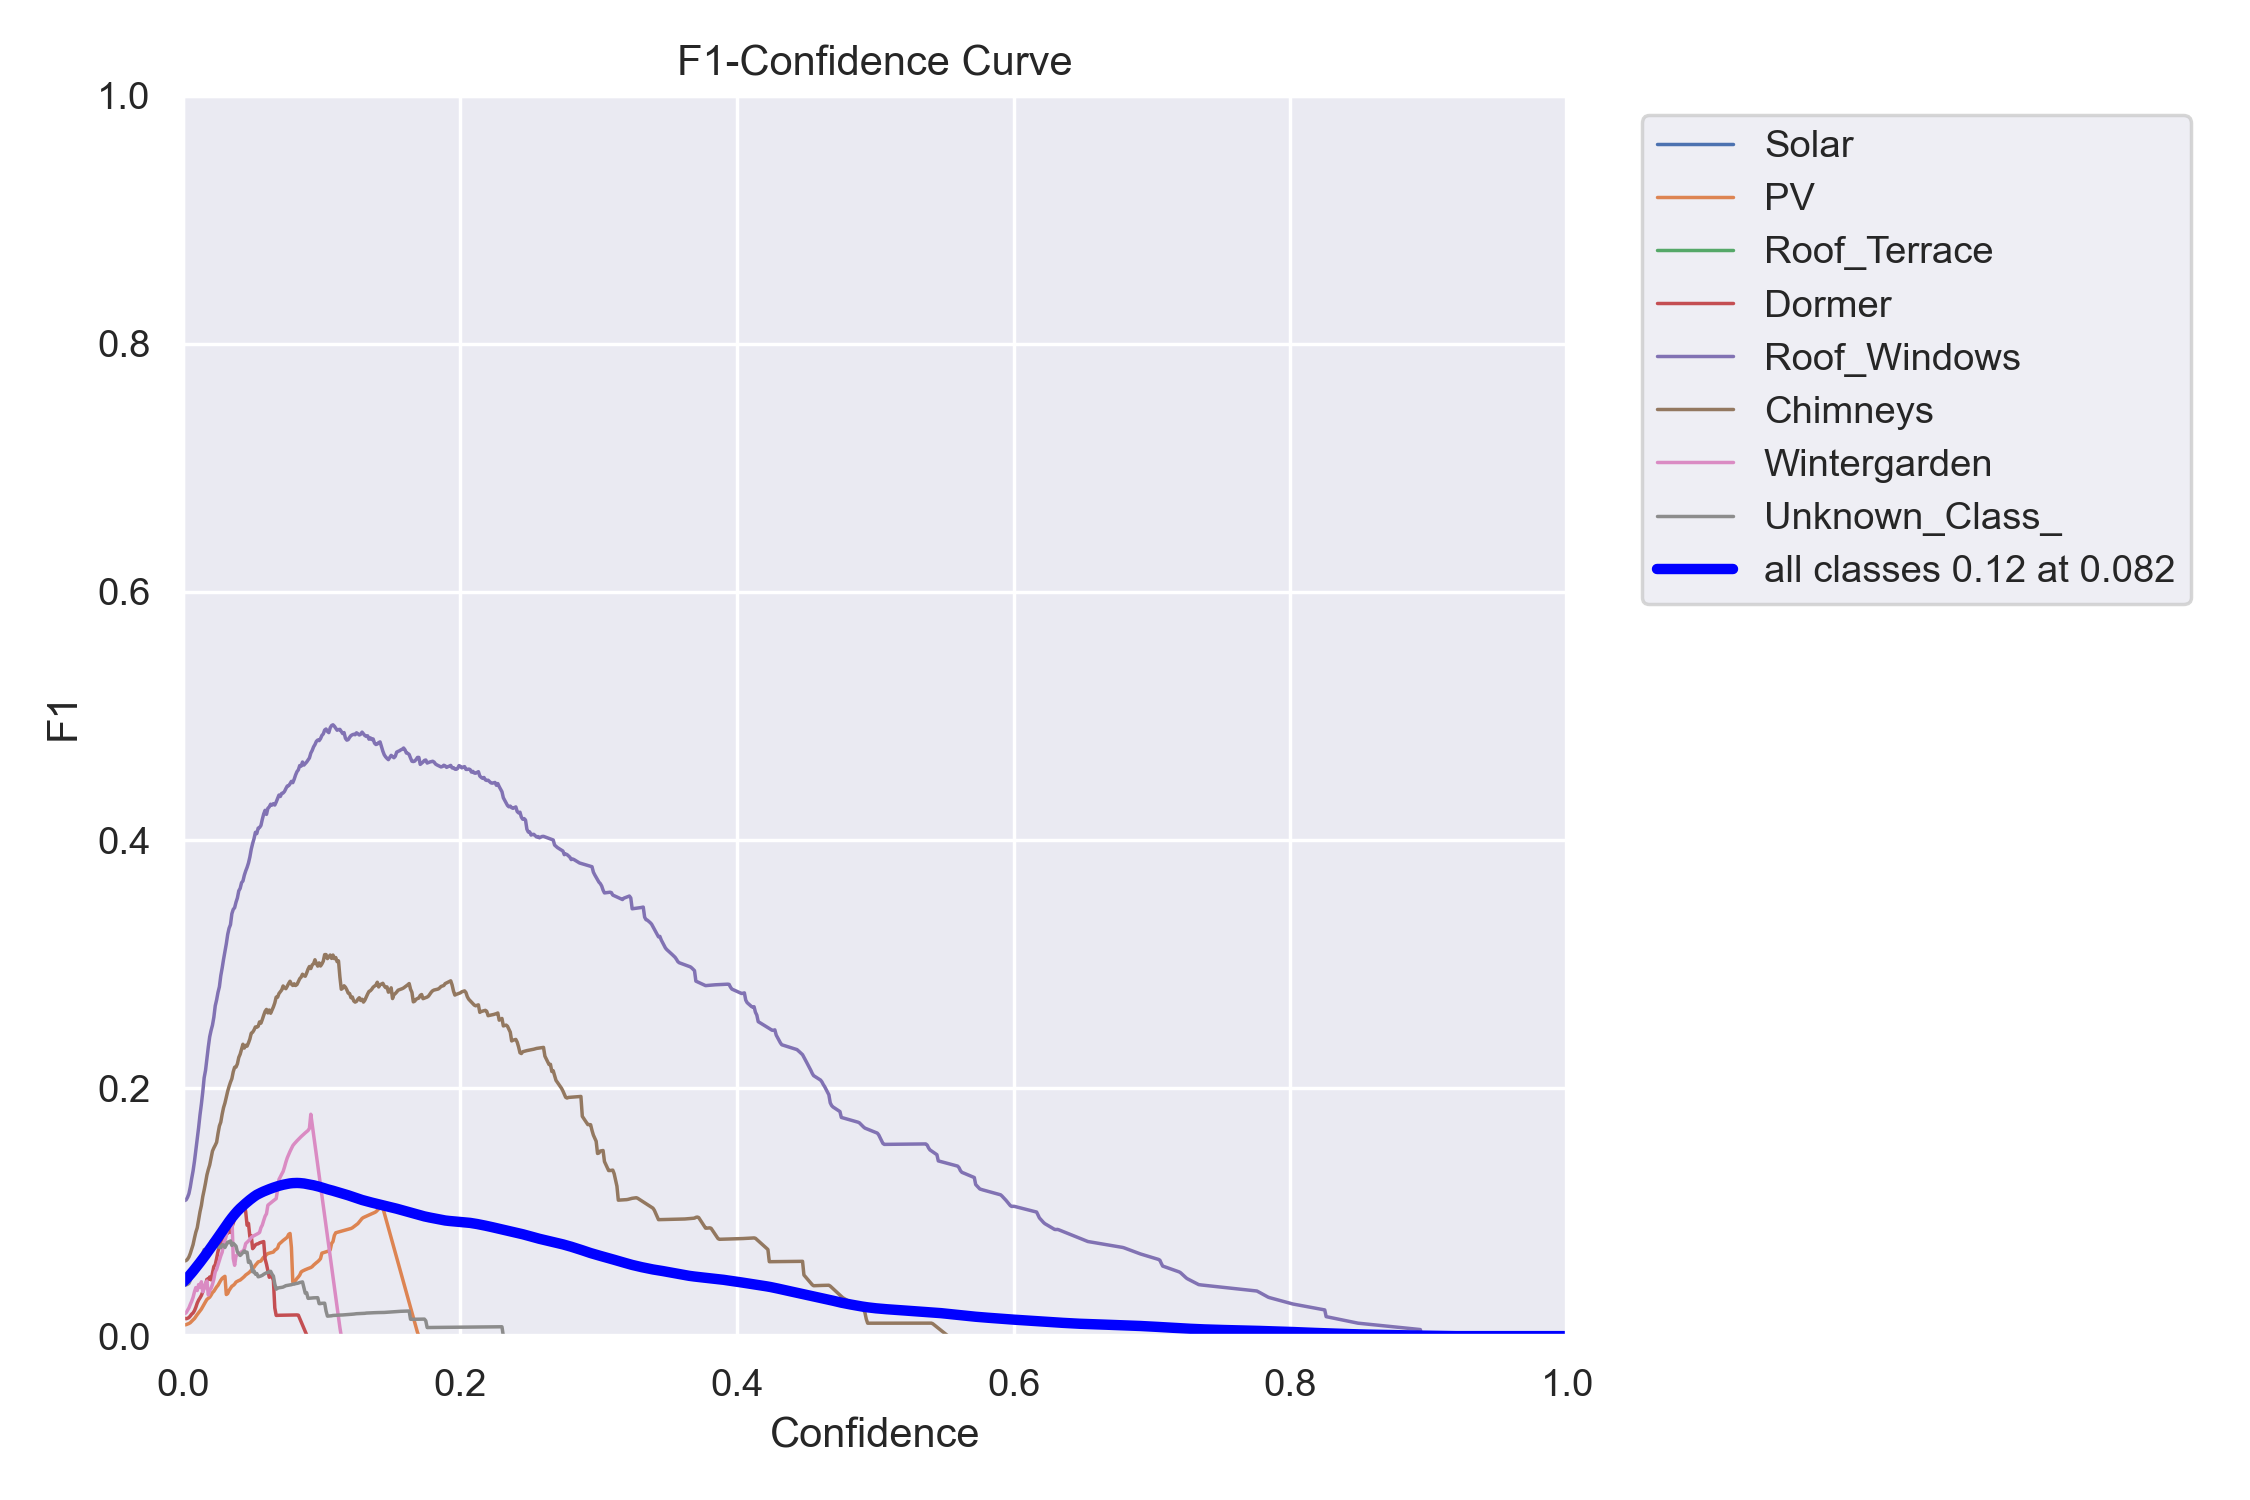 F1-Confidence Curve
1.0
0.8
0.6
0.4
0.2
0.0
F1
0.0 0.2 0.4 0.6 0.8 1.0
Confidence
Solar
PV
Roof_Terrace
Dormer
Roof_Windows
Chimneys
Wintergarden
Unknown_Class_
all classes 0.12 at 0.082